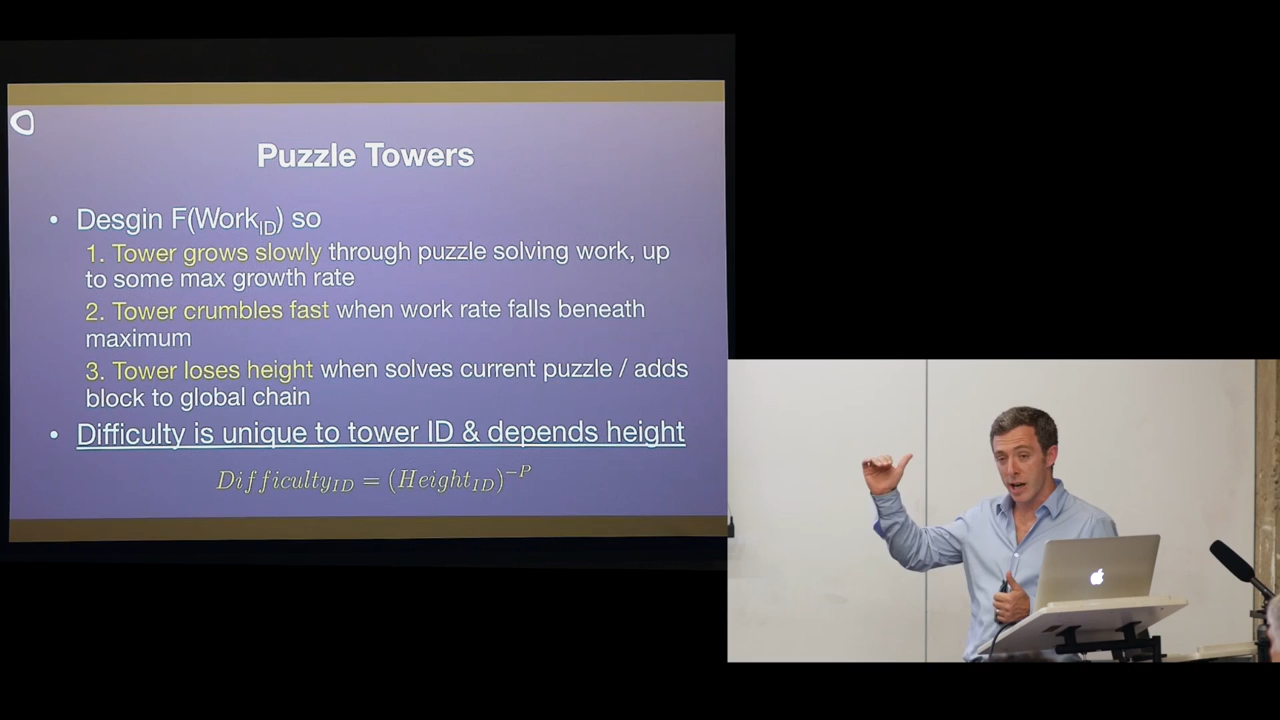 Puzzle Towers
• Desgin F(Work_ID) so
1. Tower grows slowly through puzzle solving work, up
to some max growth rate
2. Tower crumbles fast when work rate falls beneath
maximum
3. Tower loses height when solves current puzzle / adds
block to global chain
• Difficulty is unique to tower ID & depends height
Difficulty_ID = (Height_ID)^-P